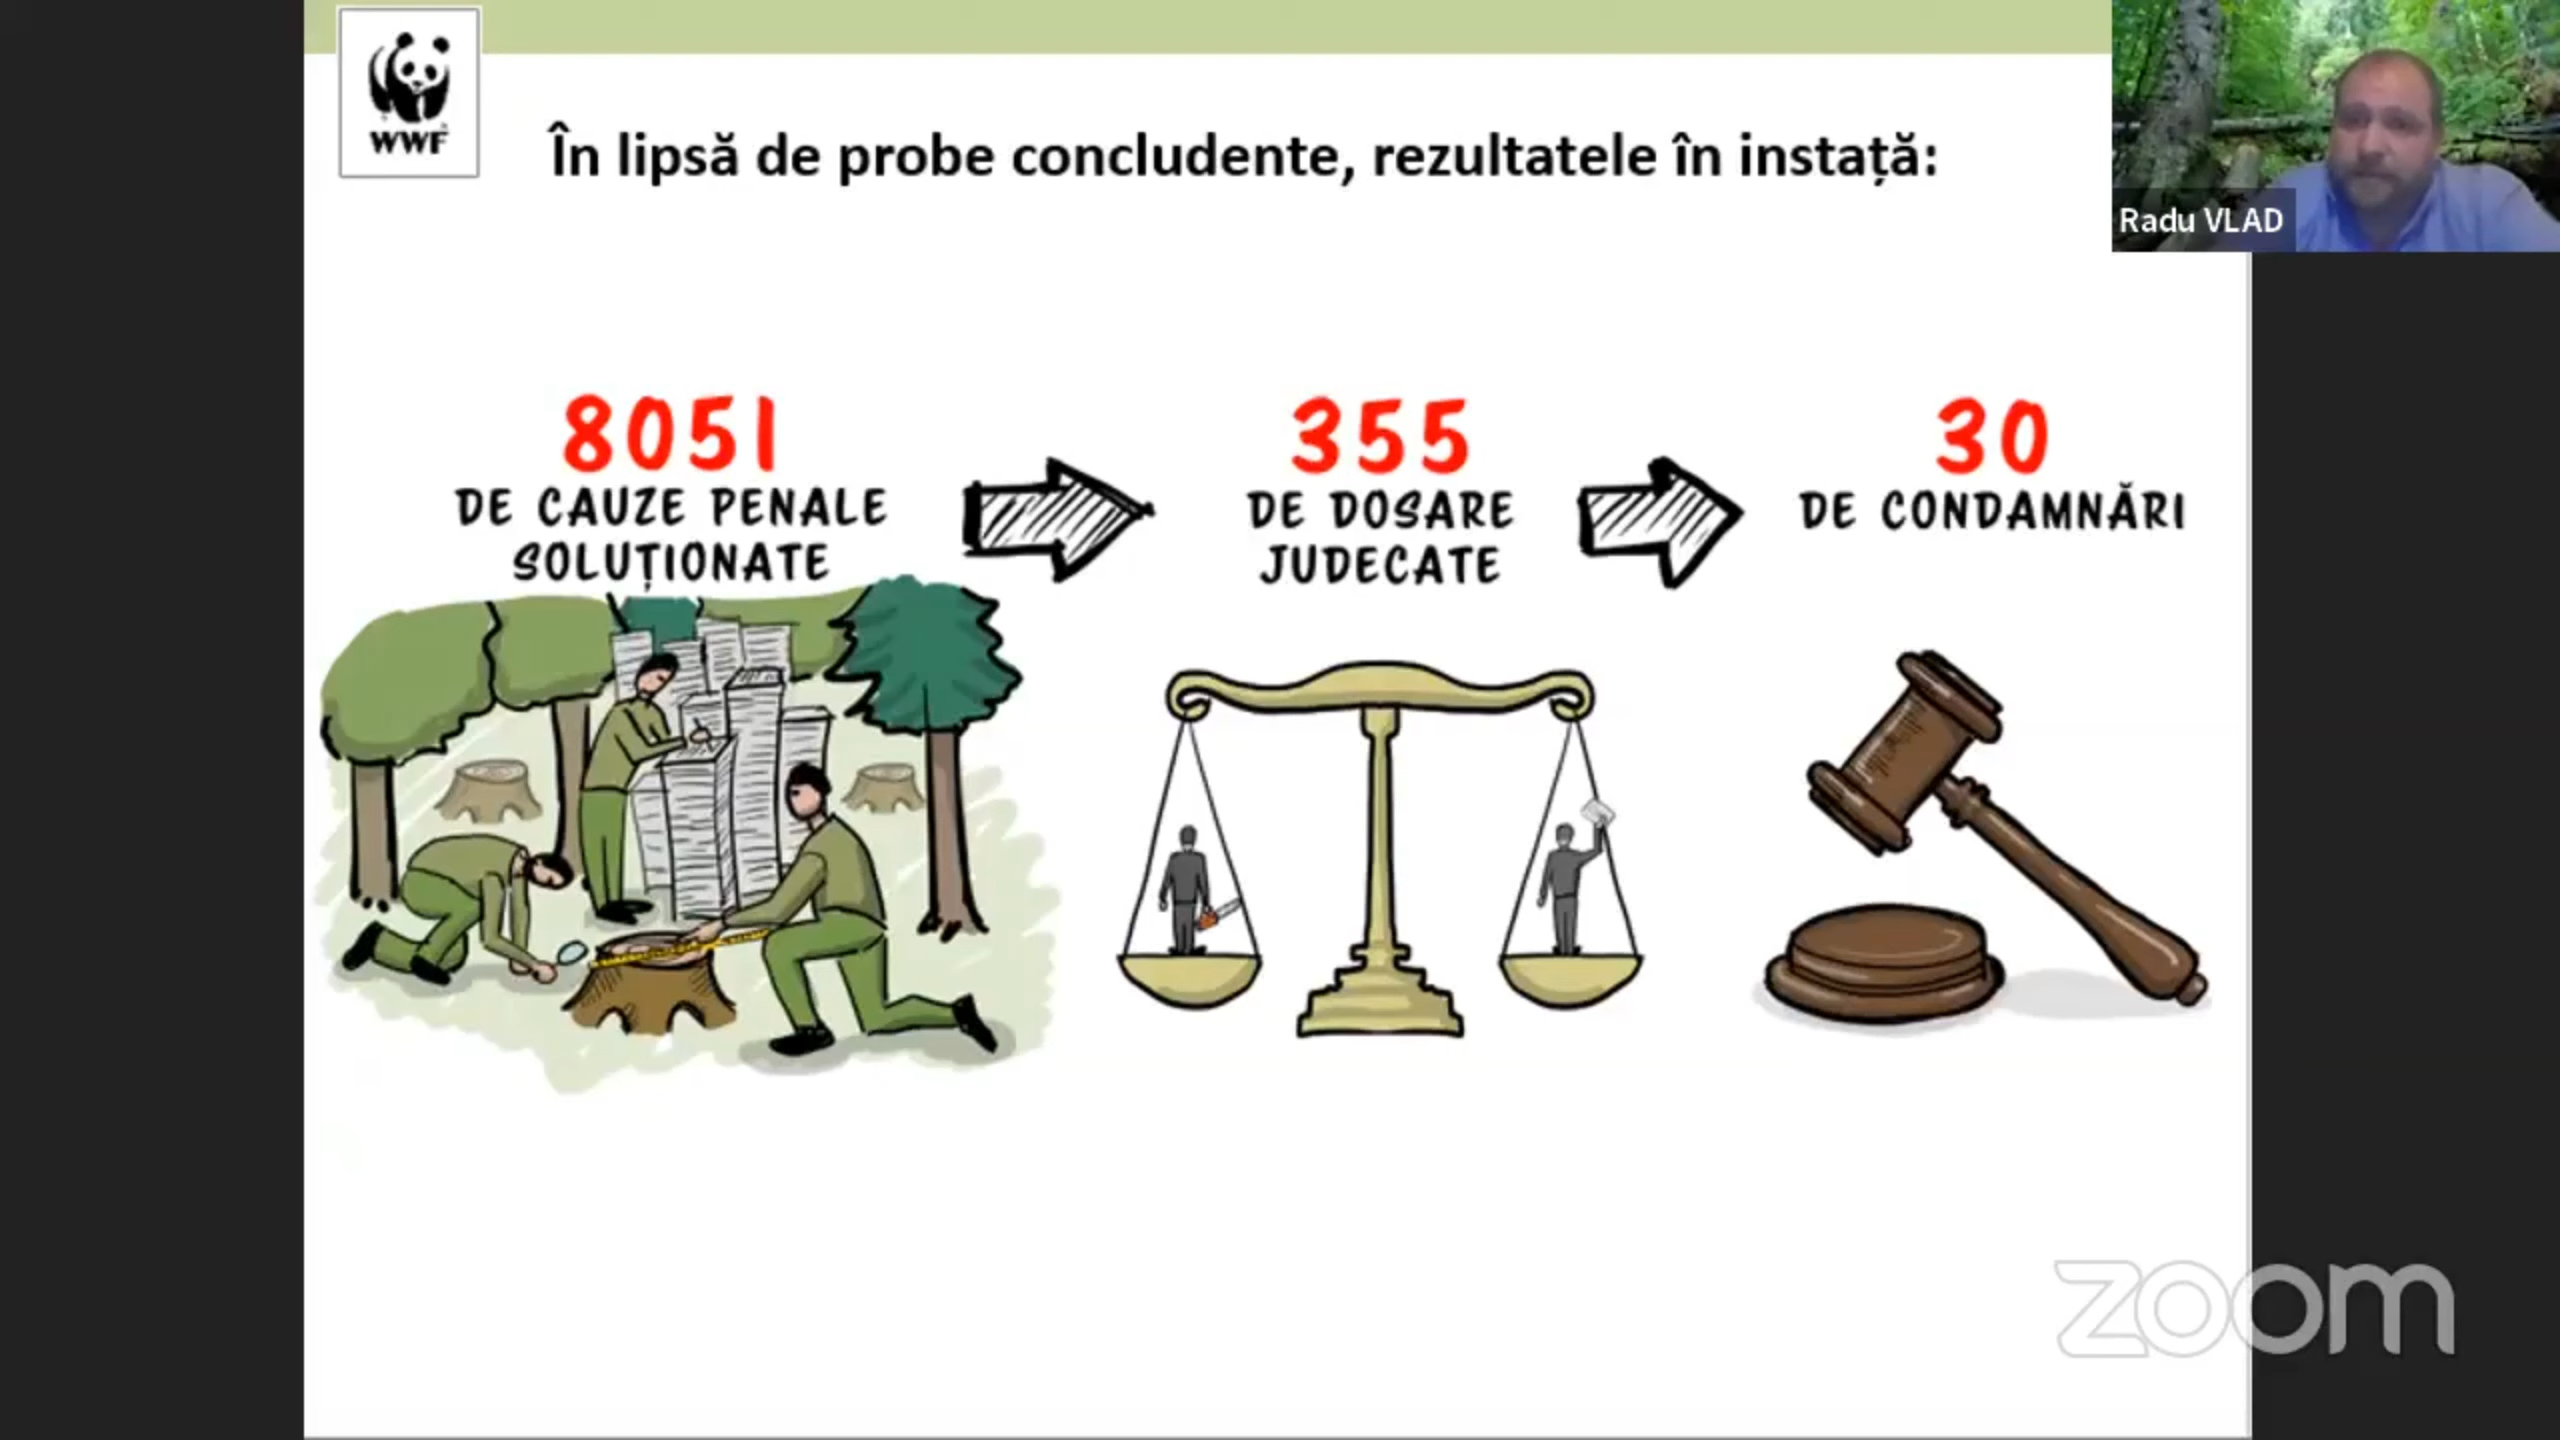 WWF
În lipsă de probe concludente, rezultatele în instață:
Radu VLAD
8051
DE CAUZE PENALE
SOLUȚIONATE
355
DE DOSARE
JUDECATE
30
DE CONDAMNĂRI
zoom